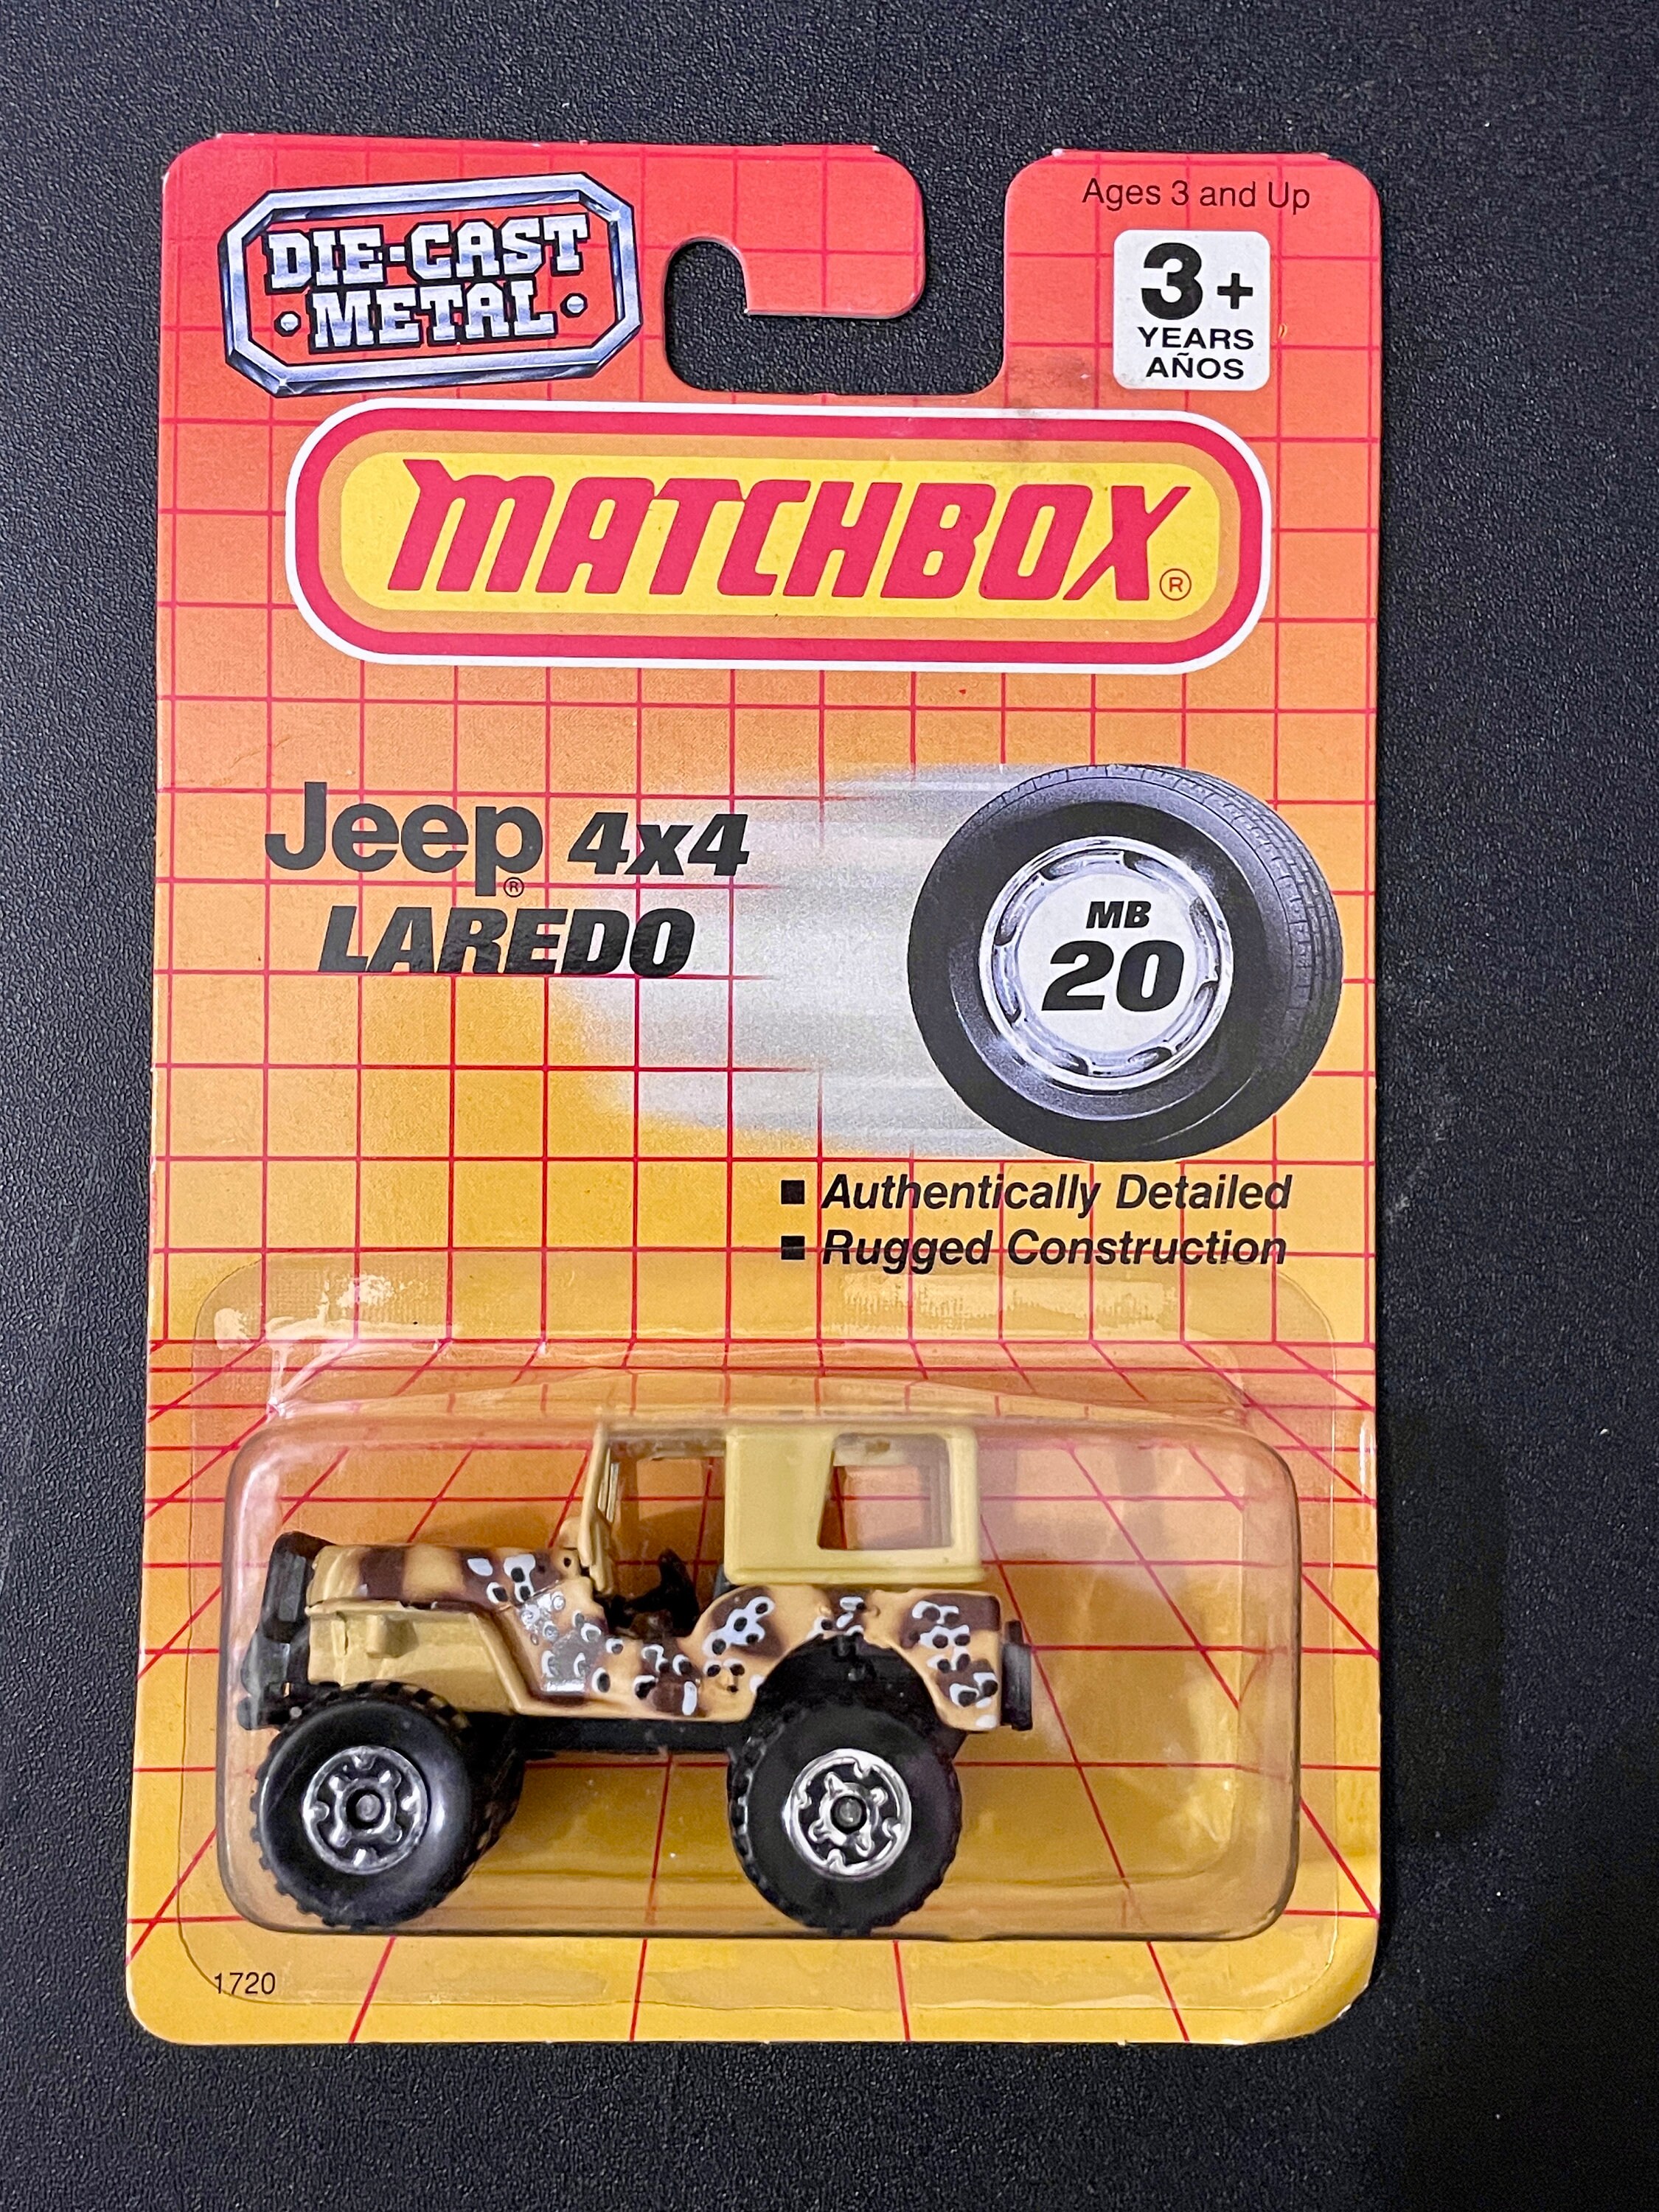 DIE-CAST
• METAL •
Ages 3 and Up
3+
YEARS
AÑOS
MATCHBOX®
Jeep® 4x4
LAREDO
MB
20
■ Authentically Detailed
■ Rugged Construction
1720